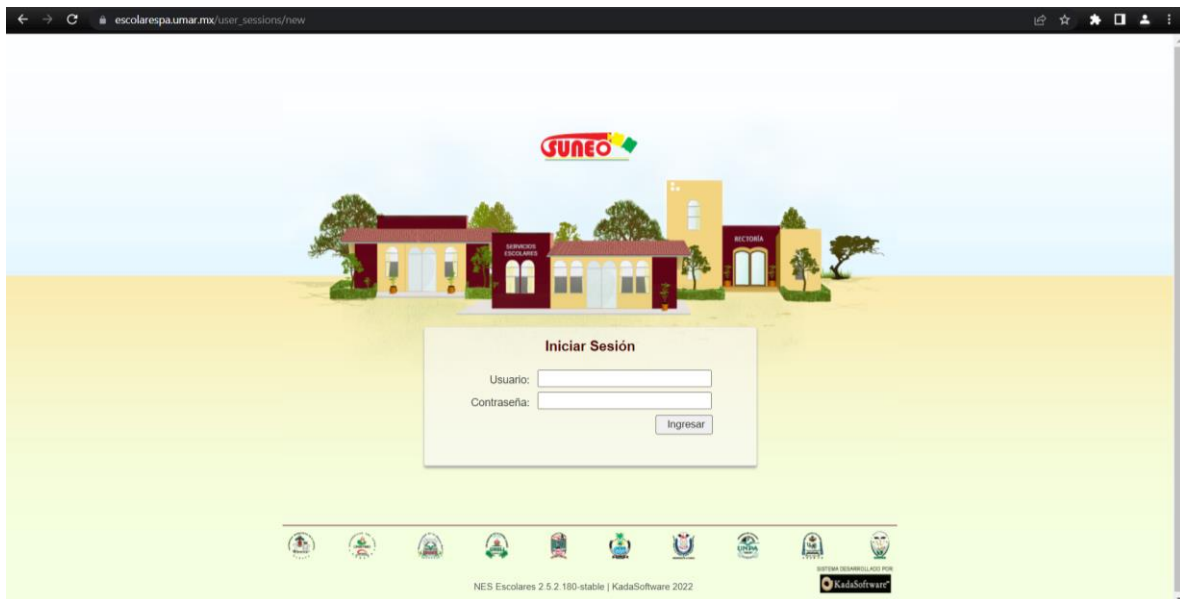 escolarespa.umar.mx/user_sessions/new
SUNEO
SERVICIOS
ESCOLARES
RECTORÍA
Iniciar Sesión
Usuario:
Contraseña:
Ingresar
UNPA
SISTEMA DESARROLLADO POR
KadaSoftware
NES Escolares 2.5.2.180-stable | KadaSoftware 2022